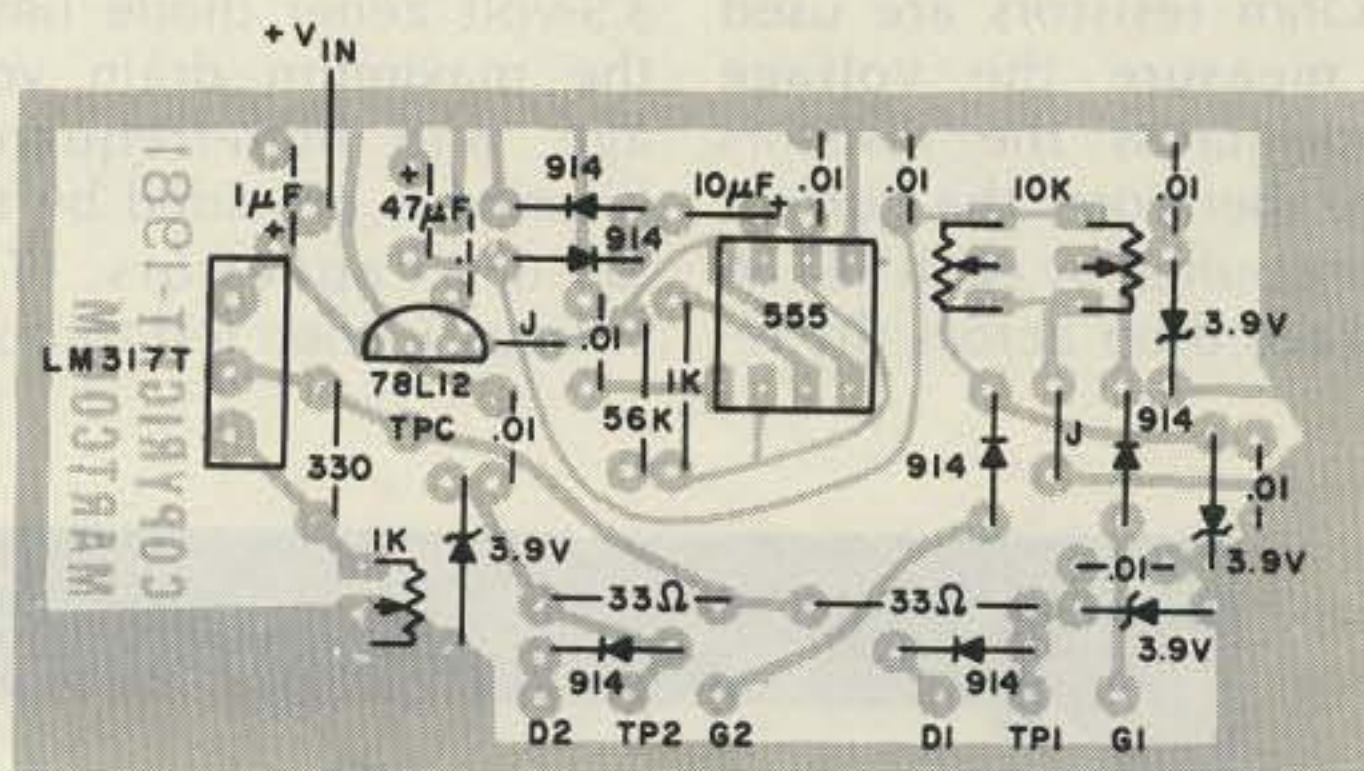 + VIN
1µF
+
+
47µF
.1
914
914
10µF
+
.01
.01
10K
.01
COPYRIGHT-1981
MARTCOMM
LM317T
78L12
TPC
J
.01
555
3.9V
56K
1K
.01
330
914
J
914
.01
3.9V
1K
3.9V
33Ω
33Ω
.01
3.9V
914
914
D2 TP2 G2 D1 TP1 G1